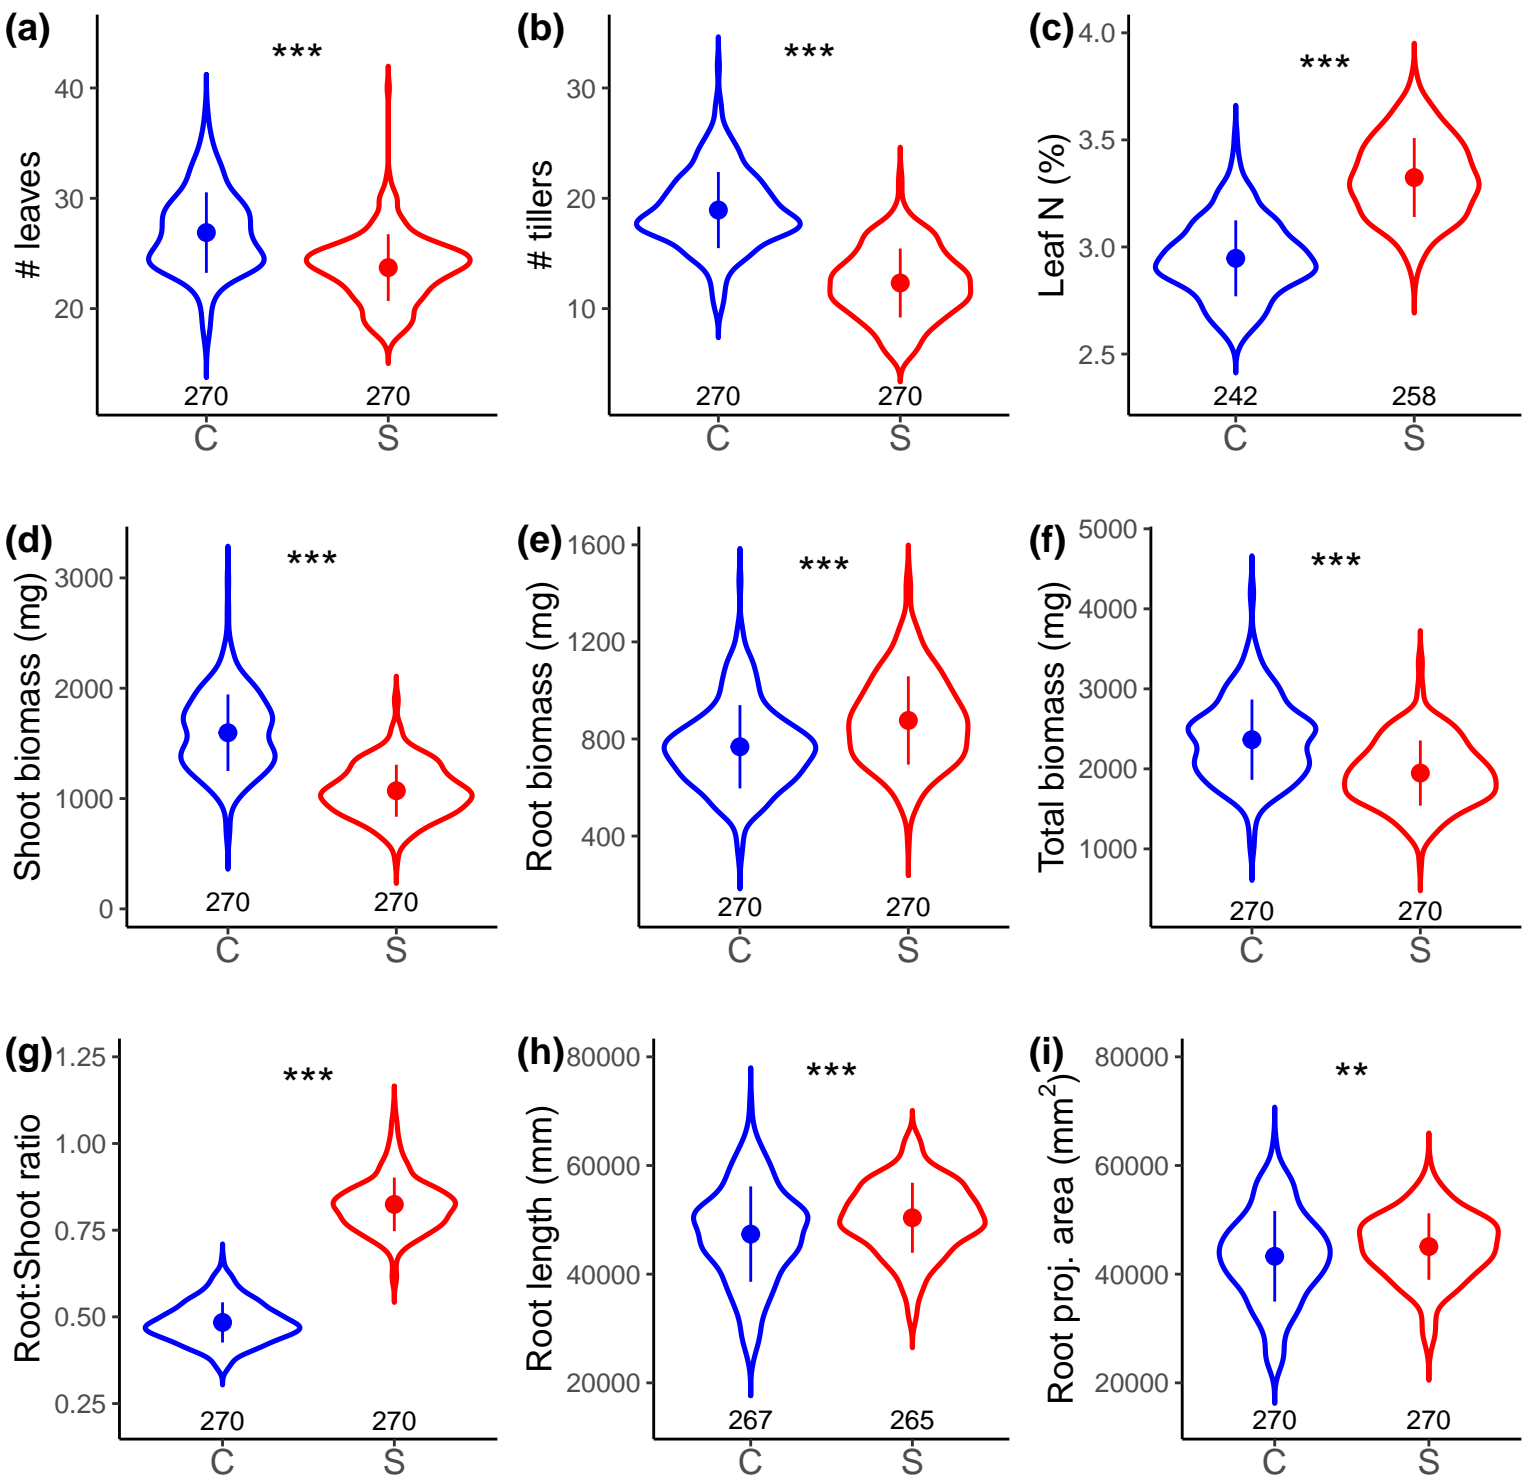 (a)
***
# leaves
40
30
20
270
270
C
S
(b)
***
# tillers
30
20
10
270
270
C
S
(c)
***
Leaf N (%)
4.0
3.5
3.0
2.5
242
258
C
S
(d)
***
Shoot biomass (mg)
3000
2000
1000
0
270
270
C
S
(e)
***
Root biomass (mg)
1600
1200
800
400
270
270
C
S
(f)
***
Total biomass (mg)
5000
4000
3000
2000
1000
270
270
C
S
(g)
***
Root:Shoot ratio
1.25
1.00
0.75
0.50
0.25
270
270
C
S
(h)
***
Root length (mm)
80000
60000
40000
20000
267
265
C
S
(i)
**
Root proj. area (mm²)
80000
60000
40000
20000
270
270
C
S